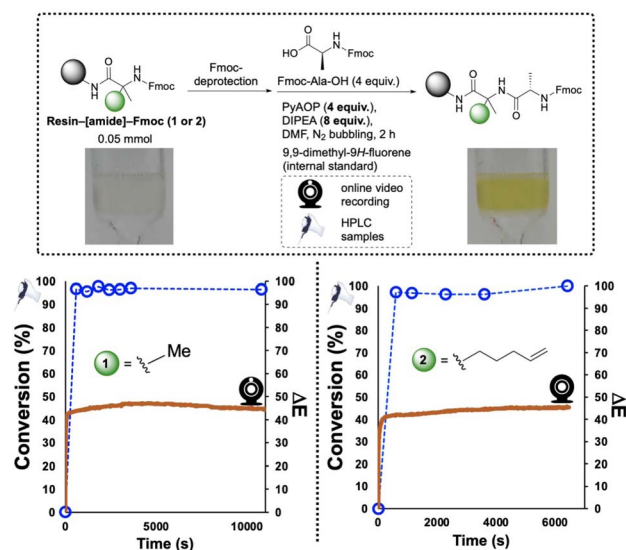 O
N
H
H
N
Fmoc
Resin–[amide]–Fmoc (1 or 2)
0.05 mmol
Fmoc-
deprotection
O
HO
H
N
Fmoc
Fmoc-Ala-OH (4 equiv.)
PyAOP (4 equiv.),
DIPEA (8 equiv.),
DMF, N₂ bubbling, 2 h
9,9-dimethyl-9H-fluorene
(internal standard)
online video
recording
HPLC
samples
O
N
H
H
N
O
N
H
Fmoc
Conversion (%)
100
90
80
70
60
50
40
30
20
10
0
1 = Me
100
90
80
70
60
50
40
30
20
10
0
ΔE
0 5000 10000
Time (s)
Conversion (%)
100
90
80
70
60
50
40
30
20
10
0
2 =
100
90
80
70
60
50
40
30
20
10
0
ΔE
0 2000 4000 6000
Time (s)